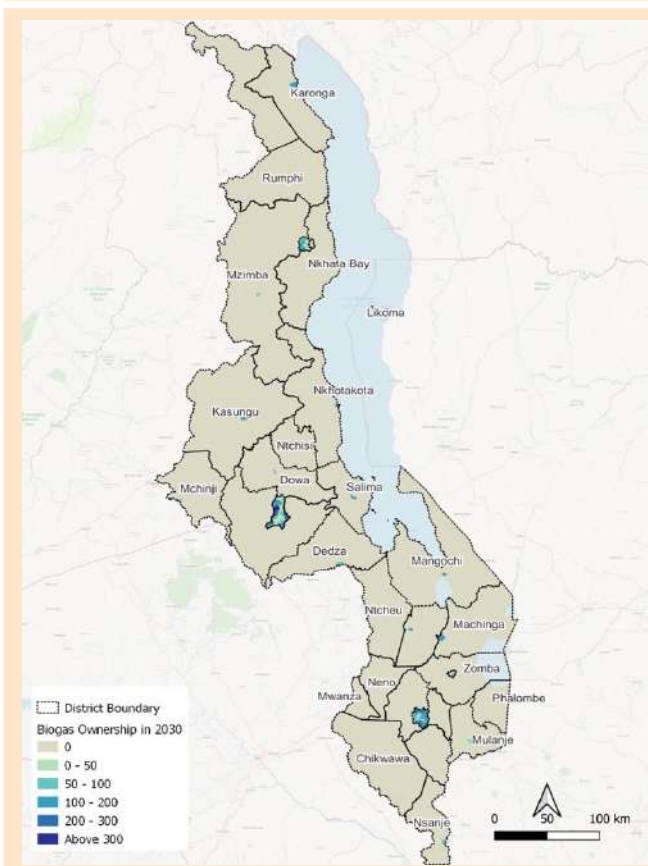 Karonga
Rumphi
Mzimba
Nkhata Bay
Likoma
Nkhotakota
Kasungu
Ntchisi
Dowa
Mchinji
Salima
Dedza
Mangochi
Ntcheu
Machinga
Zomba
Neno
Mwanza
Phalombe
Mulanje
Chikwawa
Nsanje
District Boundary
Biogas Ownership in 2030
0
0 - 50
50 - 100
100 - 200
200 - 300
Above 300
0 50 100 km